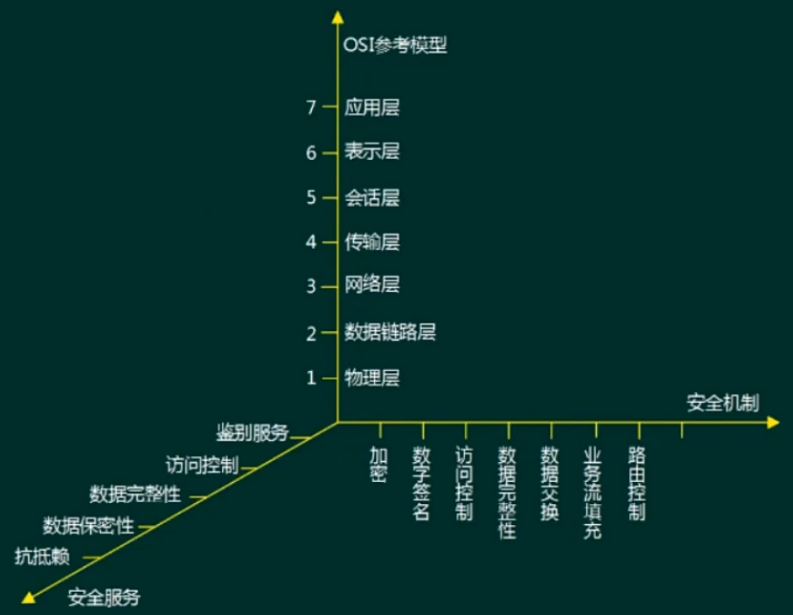 OSI参考模型
7 应用层
6 表示层
5 会话层
4 传输层
3 网络层
2 数据链路层
1 物理层
安全机制
加密
数字签名
访问控制
数据完整性
数据交换
业务流填充
路由控制
鉴别服务
访问控制
数据完整性
数据保密性
抗抵赖
安全服务